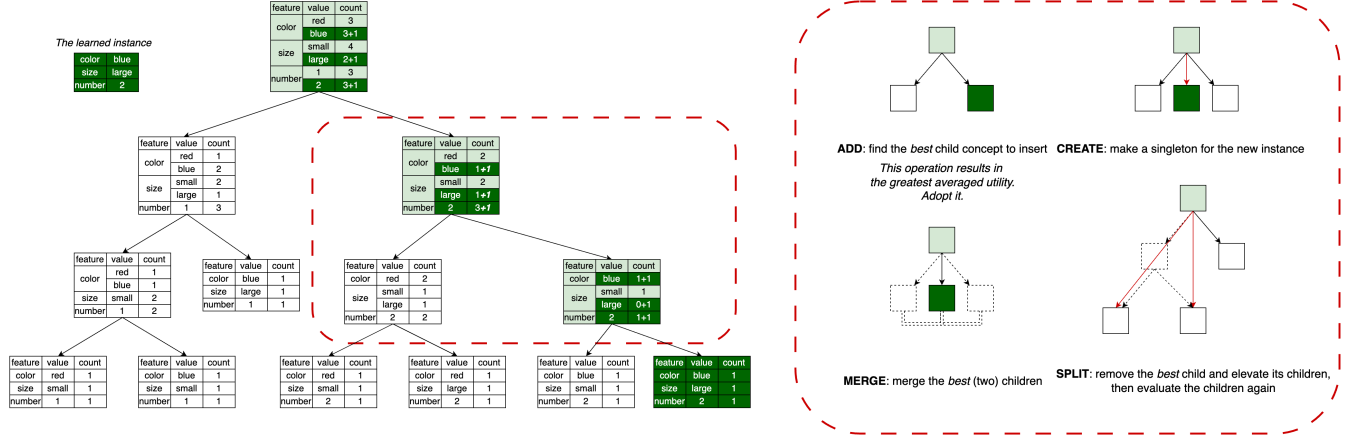 The learned instance
color blue
size large
number 2
feature value count
color red 3
blue 3+1
size small 4
large 2+1
number 1 3
2 3+1
feature value count
color red 1
blue 2
size small 2
large 1
number 1 3
feature value count
color red 2
blue 1+1
size small 2
large 1+1
number 2 3+1
feature value count
color red 1
blue 1
size small 2
number 1 2
feature value count
color blue 1
size large 1
number 1 1
feature value count
color red 2
size small 1
large 1
number 2 2
feature value count
color blue 1+1
size small 1
large 0+1
number 2 1+1
feature value count
color red 1
size small 1
number 1 1
feature value count
color blue 1
size small 1
number 1 1
feature value count
color red 1
size small 1
number 2 1
feature value count
color red 1
size large 1
number 2 1
feature value count
color blue 1
size small 1
number 2 1
feature value count
color blue 1
size large 1
number 2 1
ADD: find the best child concept to insert
This operation results in
the greatest averaged utility.
Adopt it.
CREATE: make a singleton for the new instance
MERGE: merge the best (two) children
SPLIT: remove the best child and elevate its children,
then evaluate the children again